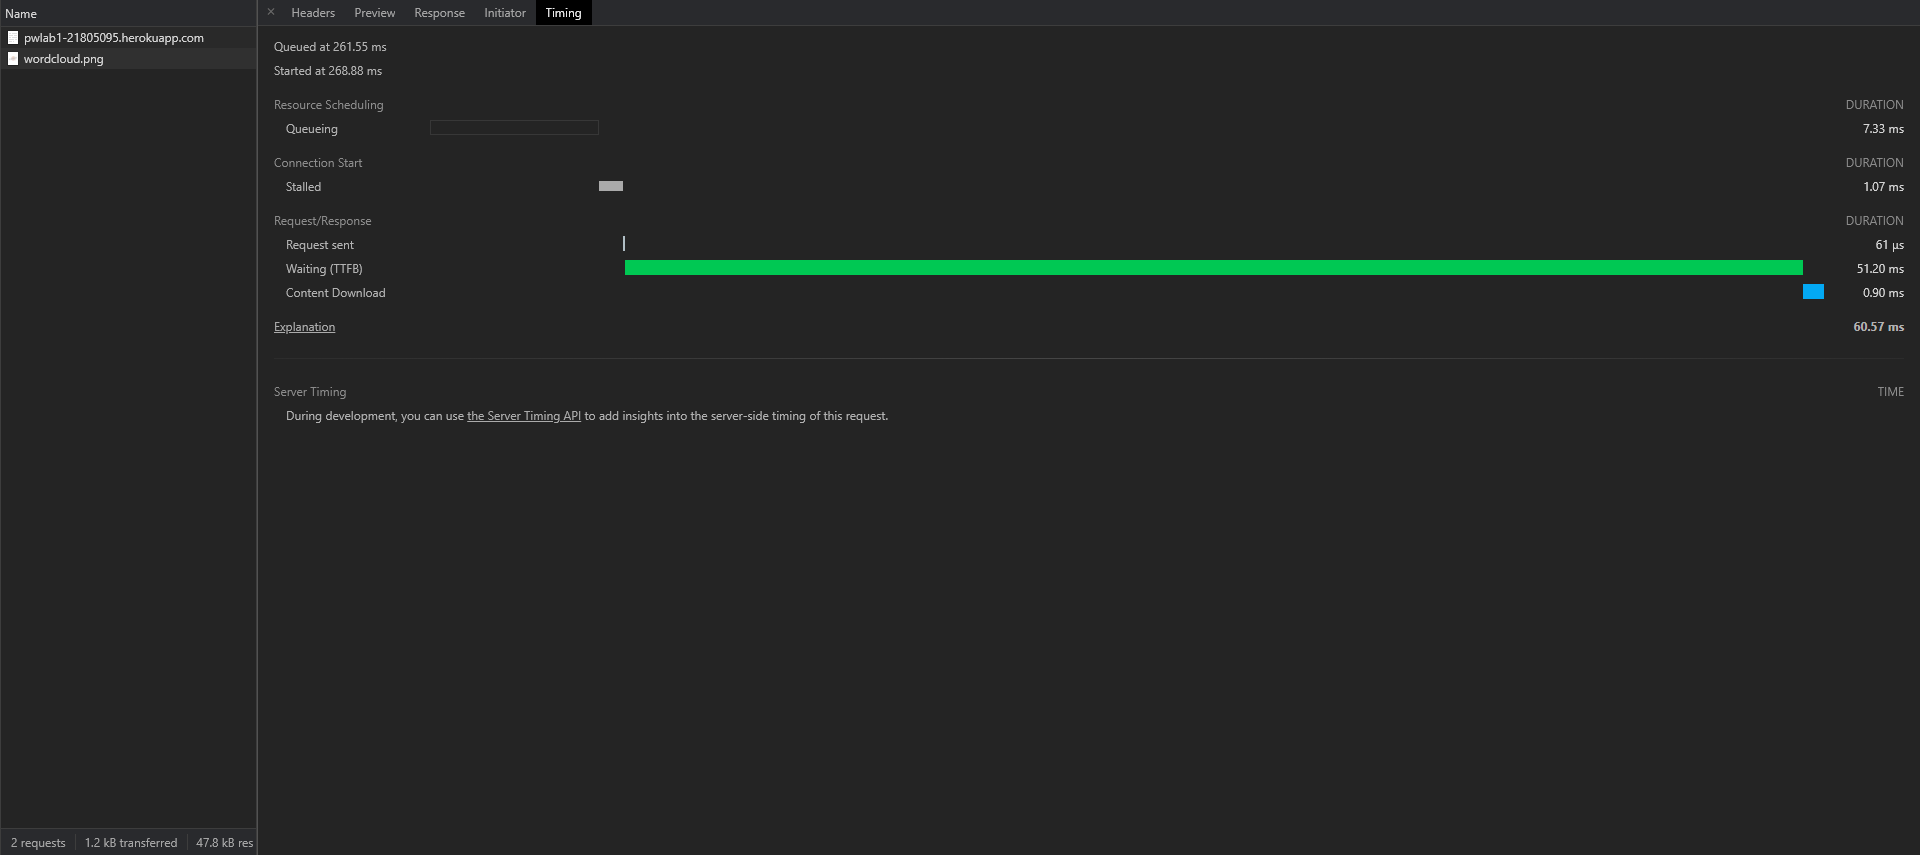 Name
pwlab1-21805095.herokuapp.com
wordcloud.png
× Headers Preview Response Initiator Timing
Queued at 261.55 ms
Started at 268.88 ms
Resource Scheduling DURATION
Queueing 7.33 ms
Connection Start DURATION
Stalled 1.07 ms
Request/Response DURATION
Request sent 61 µs
Waiting (TTFB) 51.20 ms
Content Download 0.90 ms
Explanation 60.57 ms
Server Timing TIME
During development, you can use the Server Timing API to add insights into the server-side timing of this request.
2 requests 1.2 kB transferred 47.8 kB res